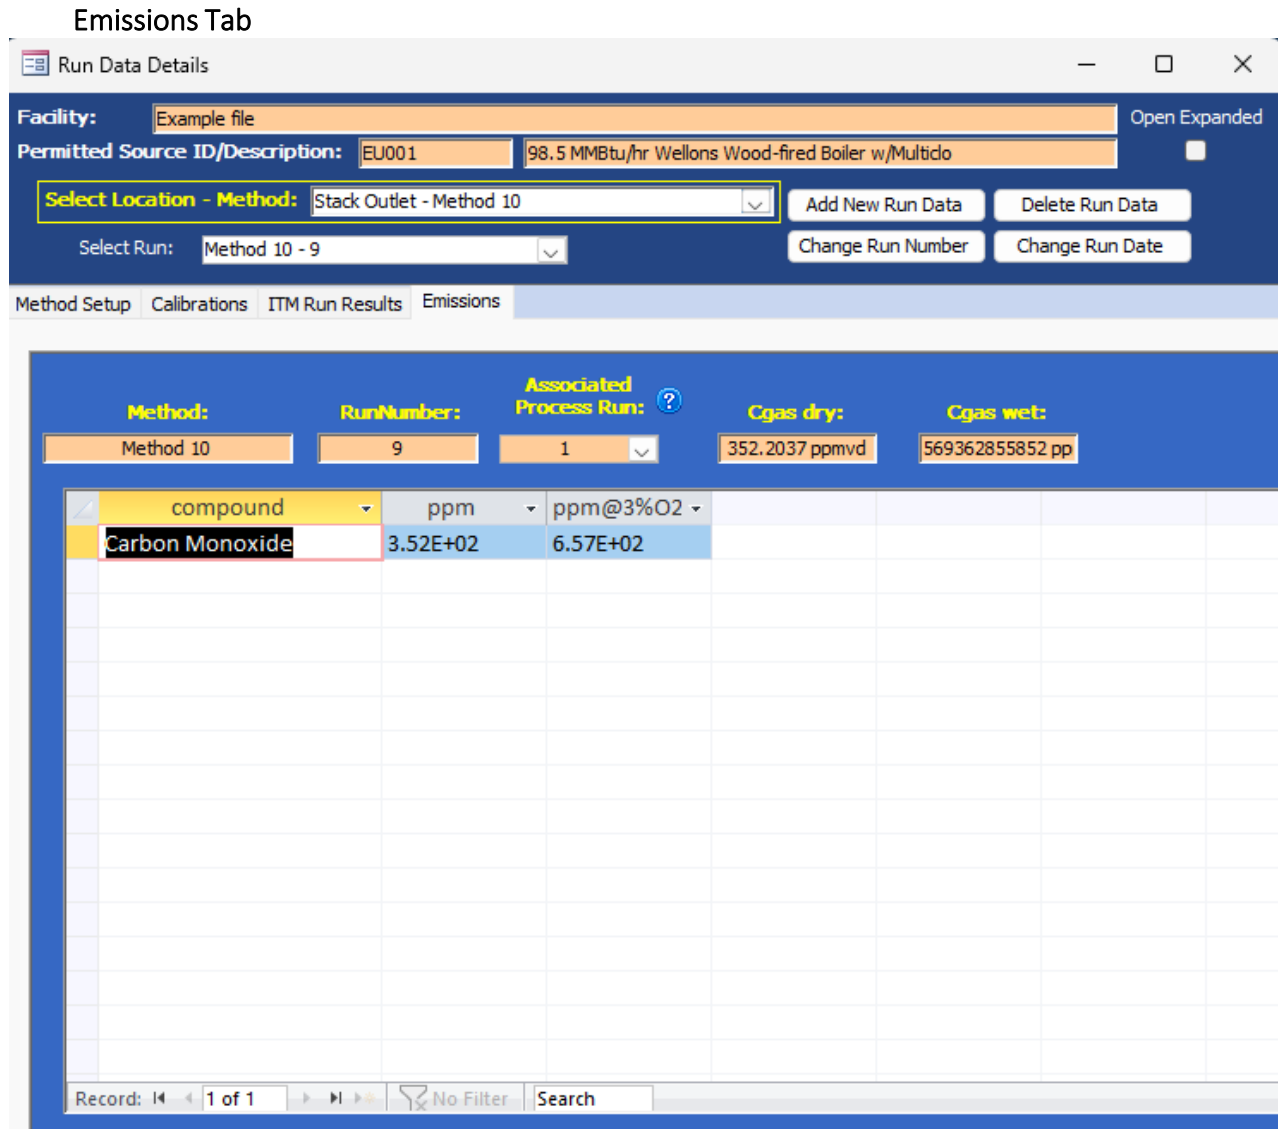 Emissions Tab
Run Data Details
Facility: Example file Open Expanded
Permitted Source ID/Description: EU001 98.5 MMBtu/hr Wellons Wood-fired Boiler w/Multiclo
Select Location - Method: Stack Outlet - Method 10 Add New Run Data Delete Run Data
Select Run: Method 10 - 9 Change Run Number Change Run Date
Method Setup Calibrations ITM Run Results Emissions
Associated
Method: RunNumber: Process Run: ? Cgas dry: Cgas wet:
Method 10 9 1 352.2037 ppmvd 569362855852 pp
compound ppm ppm@3%O2
Carbon Monoxide 3.52E+02 6.57E+02
Record: 1 of 1 No Filter Search